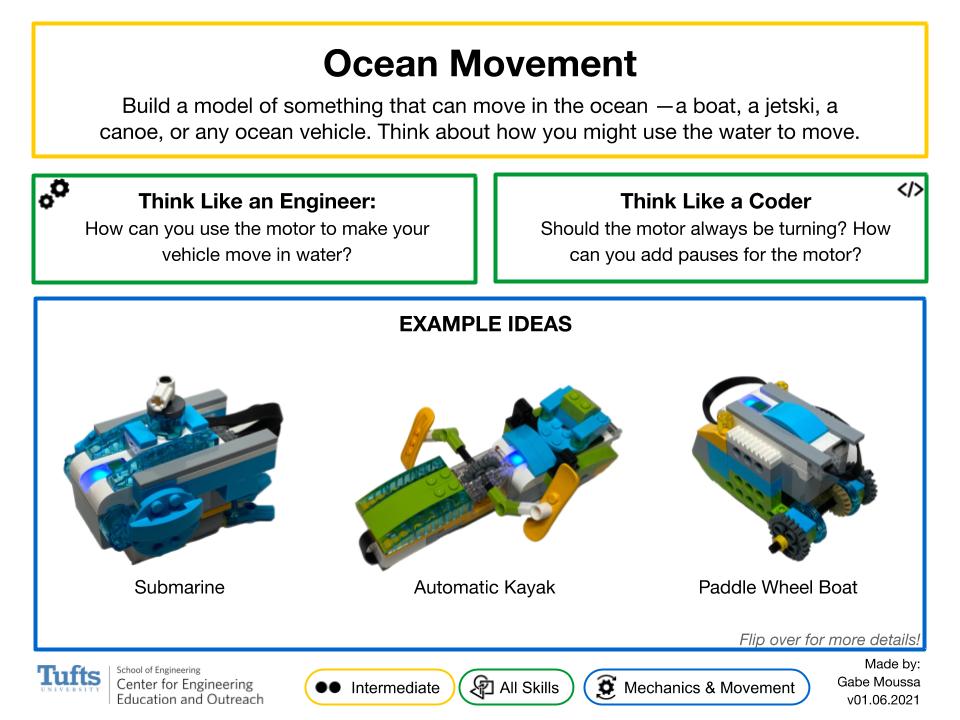 Ocean Movement
Build a model of something that can move in the ocean —a boat, a jetski, a
canoe, or any ocean vehicle. Think about how you might use the water to move.
Think Like an Engineer:
How can you use the motor to make your
vehicle move in water?
</>
Think Like a Coder
Should the motor always be turning? How
can you add pauses for the motor?
EXAMPLE IDEAS
Submarine
Automatic Kayak
Paddle Wheel Boat
Flip over for more details!
Tufts
UNIVERSITY
School of Engineering
Center for Engineering
Education and Outreach
Intermediate
All Skills
Mechanics & Movement
Made by:
Gabe Moussa
v01.06.2021